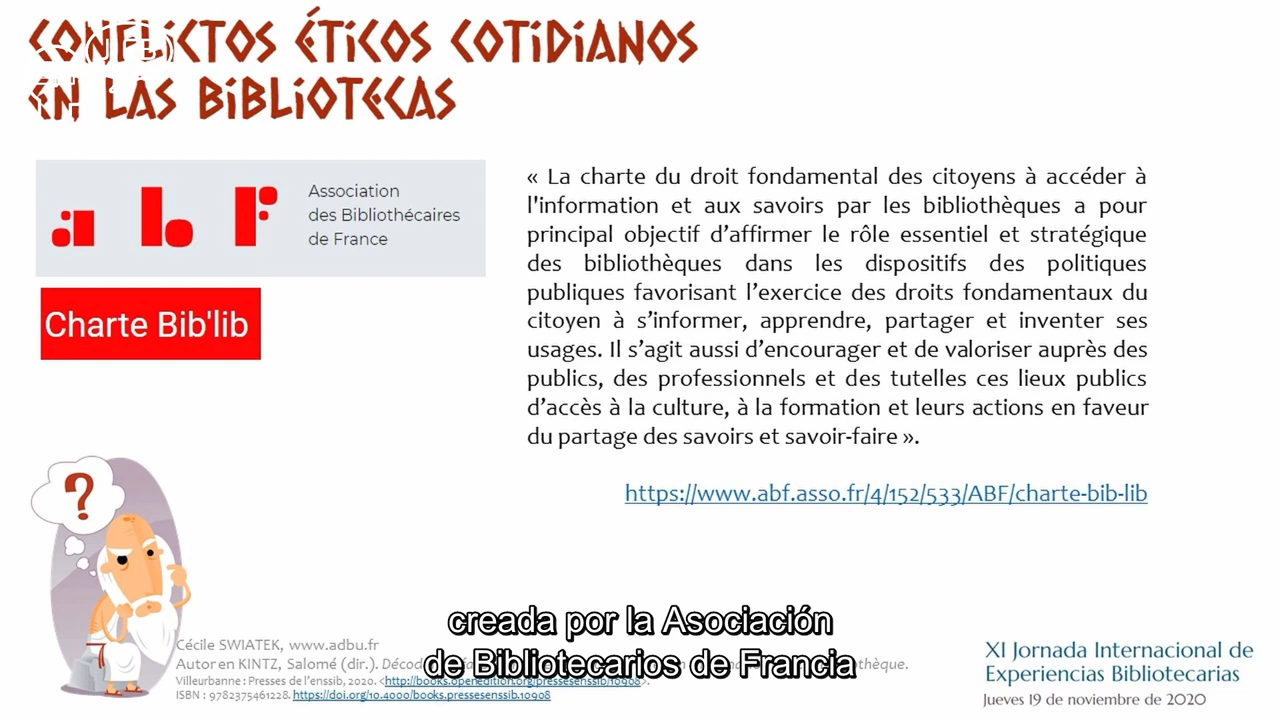 CONFLICTOS ÉTICOS COTIDIANOS
EN LAS BIBLIOTECAS
abf
Association
des Bibliothécaires
de France
Charte Bib'lib
« La charte du droit fondamental des citoyens à accéder à
l'information et aux savoirs par les bibliothèques a pour
principal objectif d’affirmer le rôle essentiel et stratégique
des bibliothèques dans les dispositifs des politiques
publiques favorisant l’exercice des droits fondamentaux du
citoyen à s’informer, apprendre, partager et inventer ses
usages. Il s’agit aussi d’encourager et de valoriser auprès des
publics, des professionnels et des tutelles ces lieux publics
d’accès à la culture, à la formation et leurs actions en faveur
du partage des savoirs et savoir-faire ».
https://www.abf.asso.fr/4/152/533/ABF/charte-bib-lib
?
creada por la Asociación
de Bibliotecarios de Francia
Cécile SWIATEK, www.adbu.fr
Autor en KINTZ, Salomé (dir.). bibliothèque.
Villeurbanne : Presses de l’enssib, 2020. <http://books.openedition.org/pressesenssib/10908>.
ISBN : 9782375461228. https://doi.org/10.4000/books.pressesenssib.10908
XI Jornada Internacional de
Experiencias Bibliotecarias
Jueves 19 de noviembre de 2020